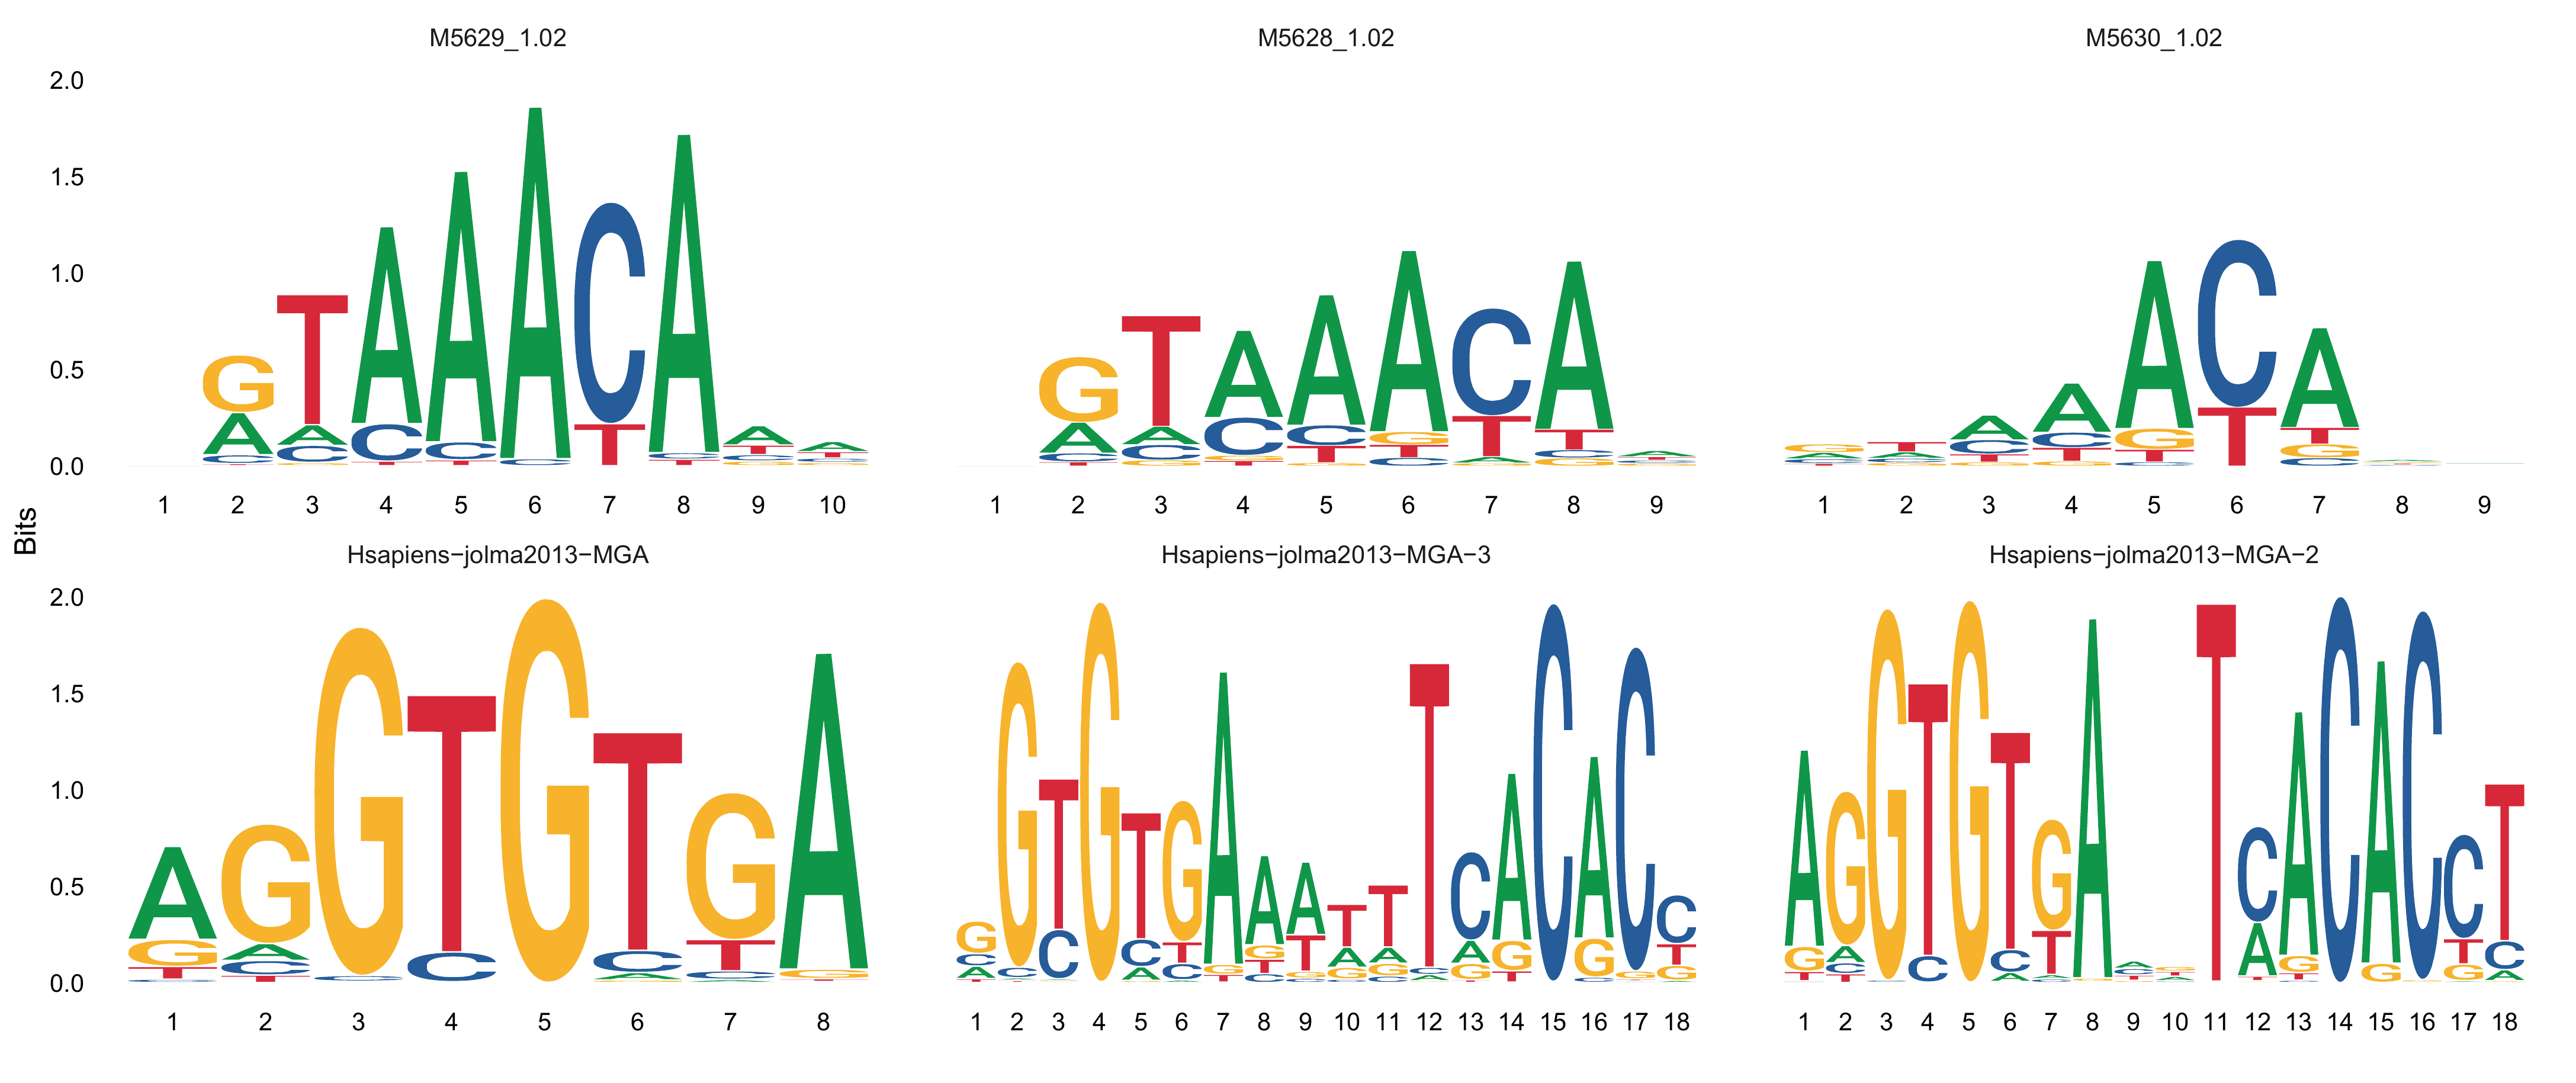 M5629_1.02 M5628_1.02 M5630_1.02
2.0
1.5
1.0
0.5
0.0
1 2 3 4 5 6 7 8 9 10 1 2 3 4 5 6 7 8 9 1 2 3 4 5 6 7 8 9
Bits
Hsapiens−jolma2013−MGA Hsapiens−jolma2013−MGA−3 Hsapiens−jolma2013−MGA−2
2.0
1.5
1.0
0.5
0.0
1 2 3 4 5 6 7 8 1 2 3 4 5 6 7 8 9 10 11 12 13 14 15 16 17 18 1 2 3 4 5 6 7 8 9 10 11 12 13 14 15 16 17 18